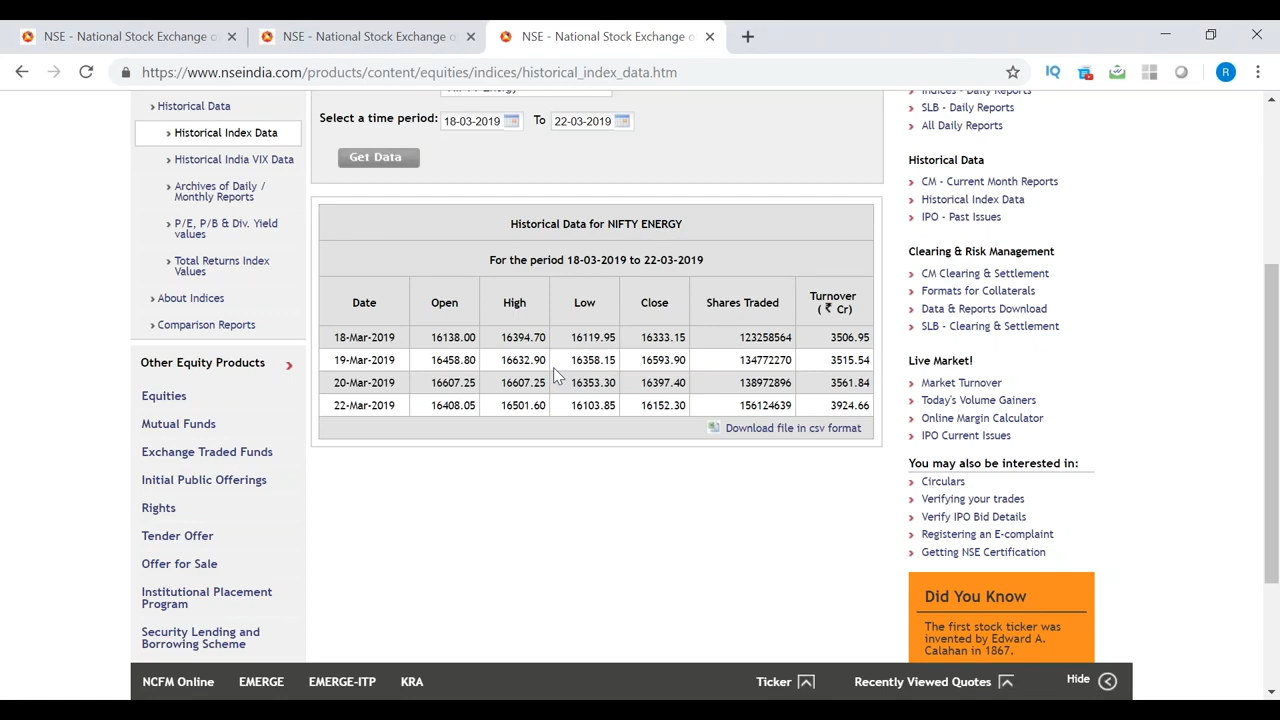 NSE - National Stock Exchange o
NSE - National Stock Exchange o
NSE - National Stock Exchange o
https://www.nseindia.com/products/content/equities/indices/historical_index_data.htm
IQ
R
Historical Data
Historical Index Data
Historical India VIX Data
Archives of Daily /
Monthly Reports
P/E, P/B & Div. Yield
values
Total Returns Index
Values
About Indices
Comparison Reports
Other Equity Products
Equities
Mutual Funds
Exchange Traded Funds
Initial Public Offerings
Rights
Tender Offer
Offer for Sale
Institutional Placement
Program
Security Lending and
Borrowing Scheme
NIFTY Energy
Select a time period: 18-03-2019 To 22-03-2019
Get Data
Historical Data for NIFTY ENERGY
For the period 18-03-2019 to 22-03-2019
Date Open High Low Close Shares Traded Turnover ( ₹ Cr)
18-Mar-2019 16138.00 16394.70 16119.95 16333.15 123258564 3506.95
19-Mar-2019 16458.80 16632.90 16358.15 16593.90 134772270 3515.54
20-Mar-2019 16607.25 16607.25 16353.30 16397.40 138972896 3561.84
22-Mar-2019 16408.05 16501.60 16103.85 16152.30 156124639 3924.66
Download file in csv format
Indices - Daily Reports
SLB - Daily Reports
All Daily Reports
Historical Data
CM - Current Month Reports
Historical Index Data
IPO - Past Issues
Clearing & Risk Management
CM Clearing & Settlement
Formats for Collaterals
Data & Reports Download
SLB - Clearing & Settlement
Live Market!
Market Turnover
Today's Volume Gainers
Online Margin Calculator
IPO Current Issues
You may also be interested in:
Circulars
Verifying your trades
Verify IPO Bid Details
Registering an E-complaint
Getting NSE Certification
Did You Know
The first stock ticker was
invented by Edward A.
Calahan in 1867.
NCFM Online EMERGE EMERGE-ITP KRA Ticker Recently Viewed Quotes Hide